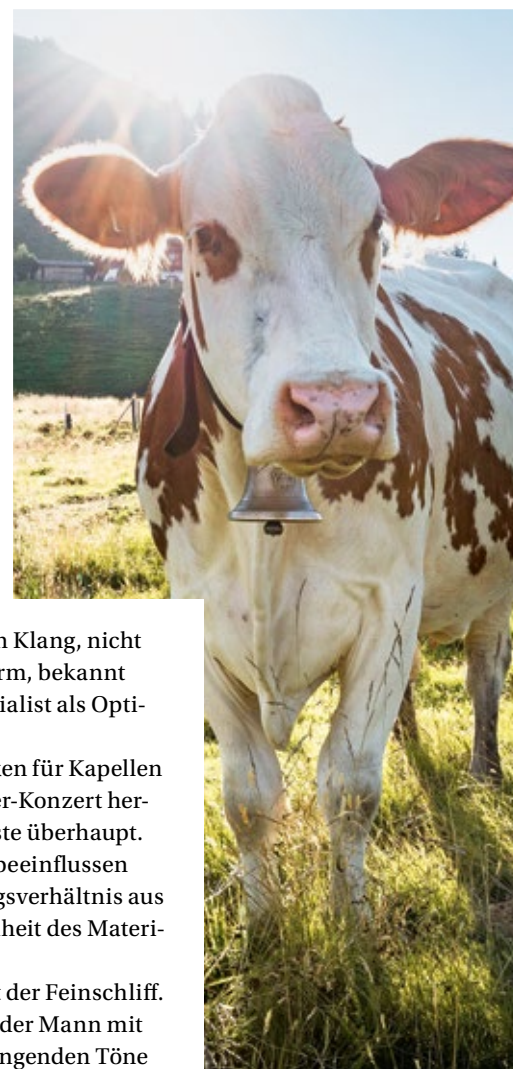 n Klang, nicht
rm, bekannt
ialist als Opti-
ken für Kapellen
er-Konzert her-
ste überhaupt.
beeinflussen
gsverhältnis aus
heit des Materi-
t der Feinschliff.
der Mann mit
ngenden Töne